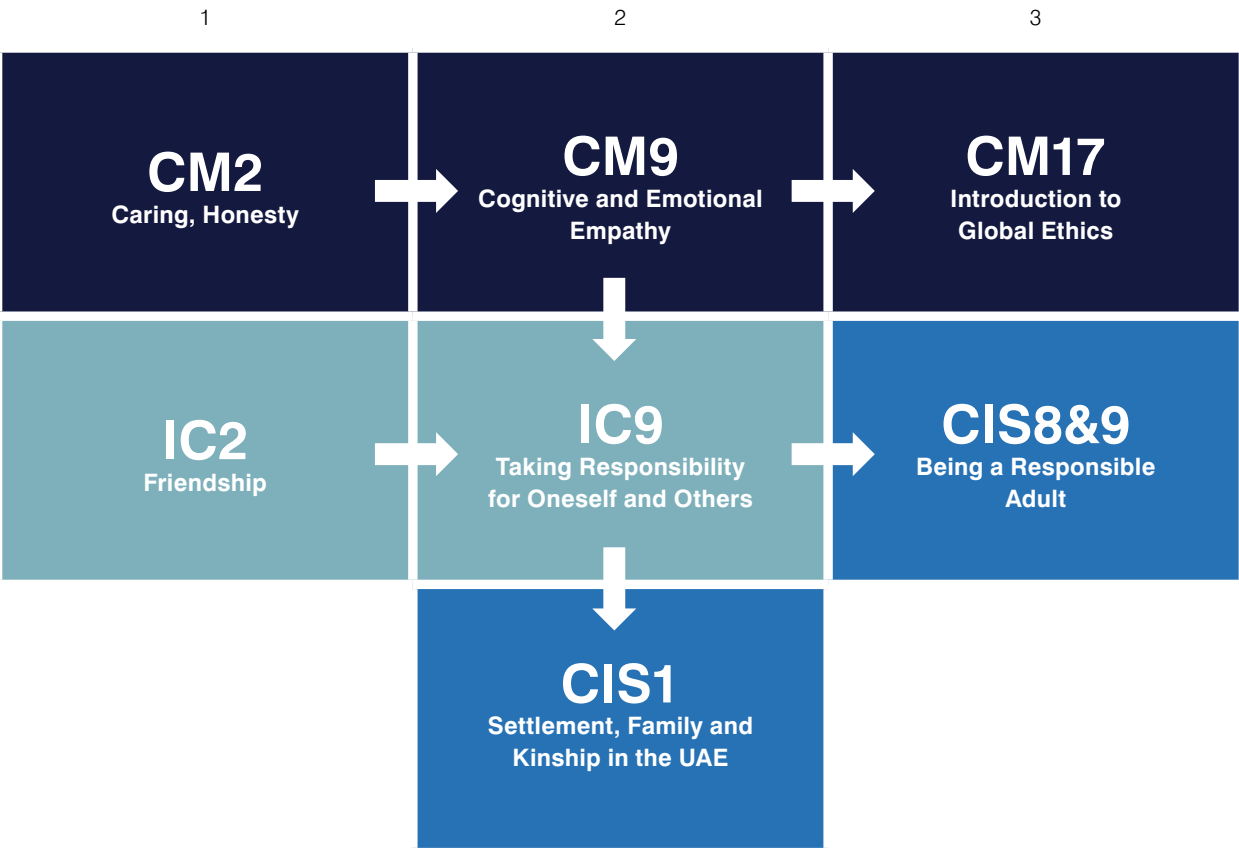 1
2
3
CM2
Caring, Honesty
CM9
Cognitive and Emotional
Empathy
CM17
Introduction to
Global Ethics
IC2
Friendship
IC9
Taking Responsibility
for Oneself and Others
CIS8&9
Being a Responsible
Adult
CIS1
Settlement, Family and
Kinship in the UAE